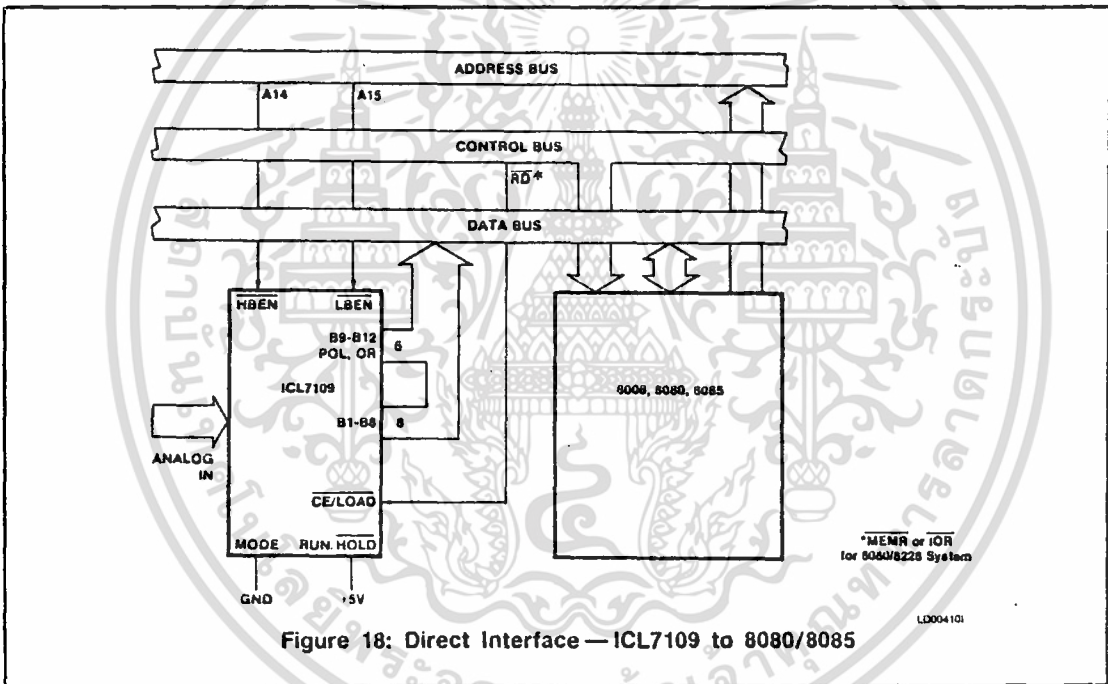 ADDRESS BUS
A14 A15
CONTROL BUS
RD*
DATA BUS
HBEN LBEN
B9-B12 6
POL, OR
ICL7109
8008, 8080, 8085
B1-B8 8
ANALOG
IN
CE/LOAD
MODE RUN/HOLD
*MEMR or IOR
for 8080/8228 System
GND +5V
LD004101
Figure 18: Direct Interface — ICL7109 to 8080/8085